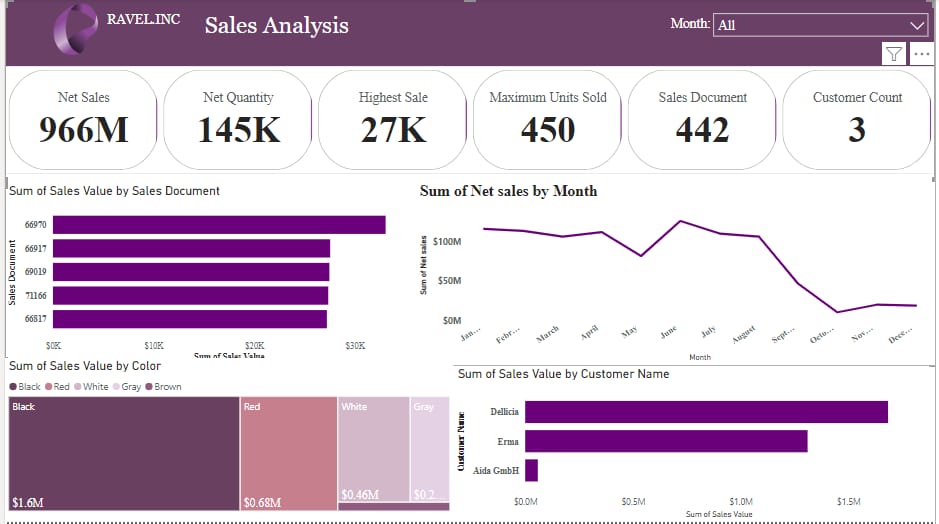 RAVEL.INC
Sales Analysis
Month:
All
Net Sales
966M
Net Quantity
145K
Highest Sale
27K
Maximum Units Sold
450
Sales Document
442
Customer Count
3
Sum of Sales Value by Sales Document
Sales Document
66970
66917
69019
71166
66817
$0K $10K $20K $30K
Sum of Sales Value
Sum of Net sales by Month
Sum of Net sales
$100M
$50M
$0M
Jan... Febr... March April May June July August Sept... Octo... Nov... Dece...
Month
Sum of Sales Value by Color
Black Red White Gray Brown
Black
$1.6M
Red
$0.68M
White
$0.46M
Gray
$0.2...
Sum of Sales Value by Customer Name
Customer Name
Dellicia
Erma
Aida GmbH
$0.0M $0.5M $1.0M $1.5M
Sum of Sales Value